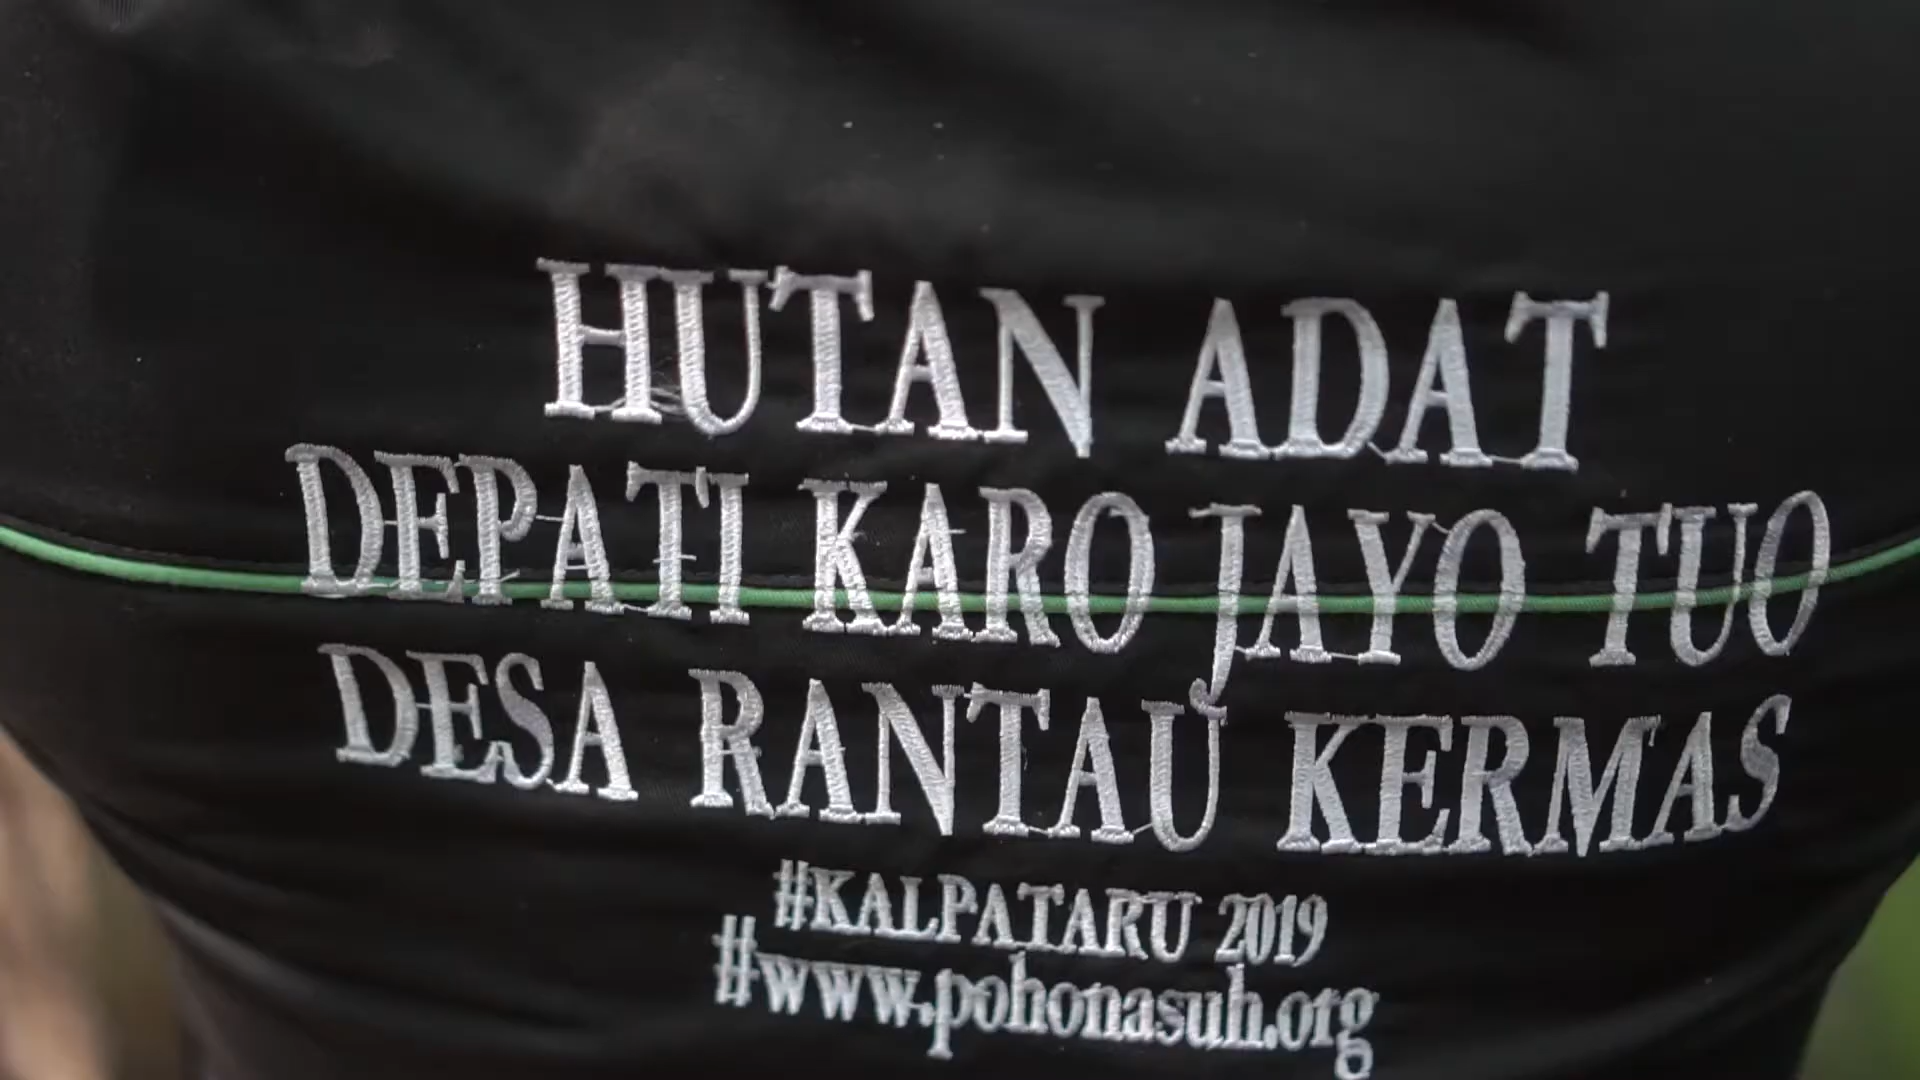 HUTAN ADAT
DEPATI KARO JAYO TUO
DESA RANTAU KERMAS
#KALPATARU 2019
#www.pohonasuh.org